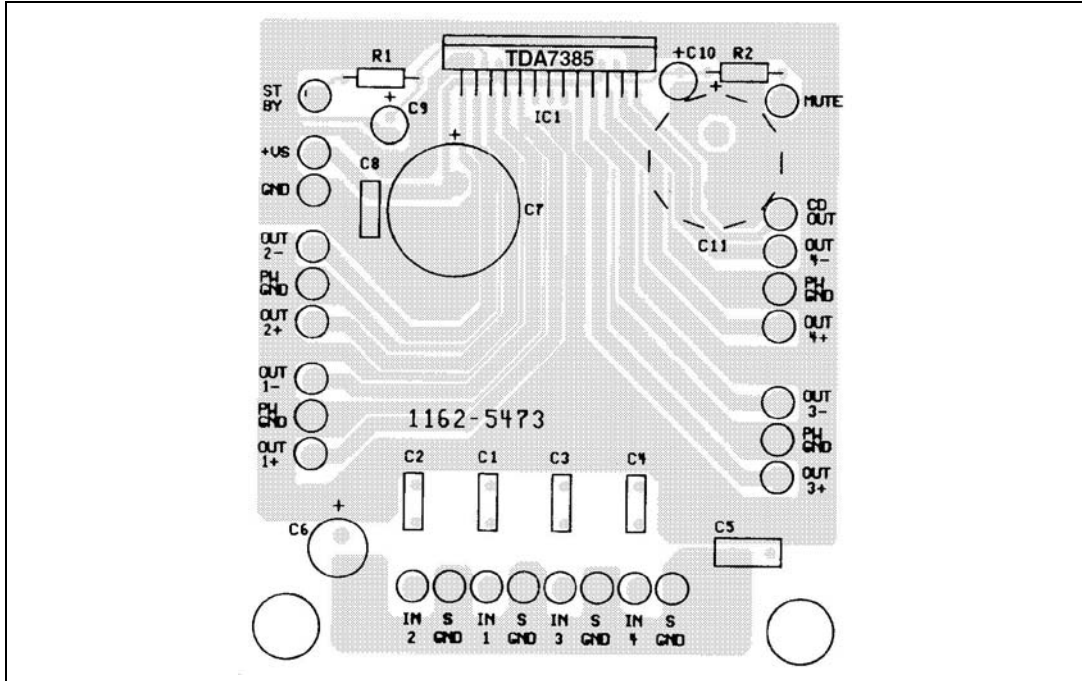 R1
TDA7385
+C10
R2
ST
BY
+
C9
IC1
+
MUTE
+VS
+
C8
GND
C7
CD
OUT
C11
OUT
2-
OUT
4-
PW
GND
PW
GND
OUT
2+
OUT
4+
OUT
1-
OUT
3-
PW
GND
1162-5473
PW
GND
OUT
1+
C2
C1
C3
C4
OUT
3+
+
C6
C5
IN
2
S
GND
IN
1
S
GND
IN
3
S
GND
IN
4
S
GND